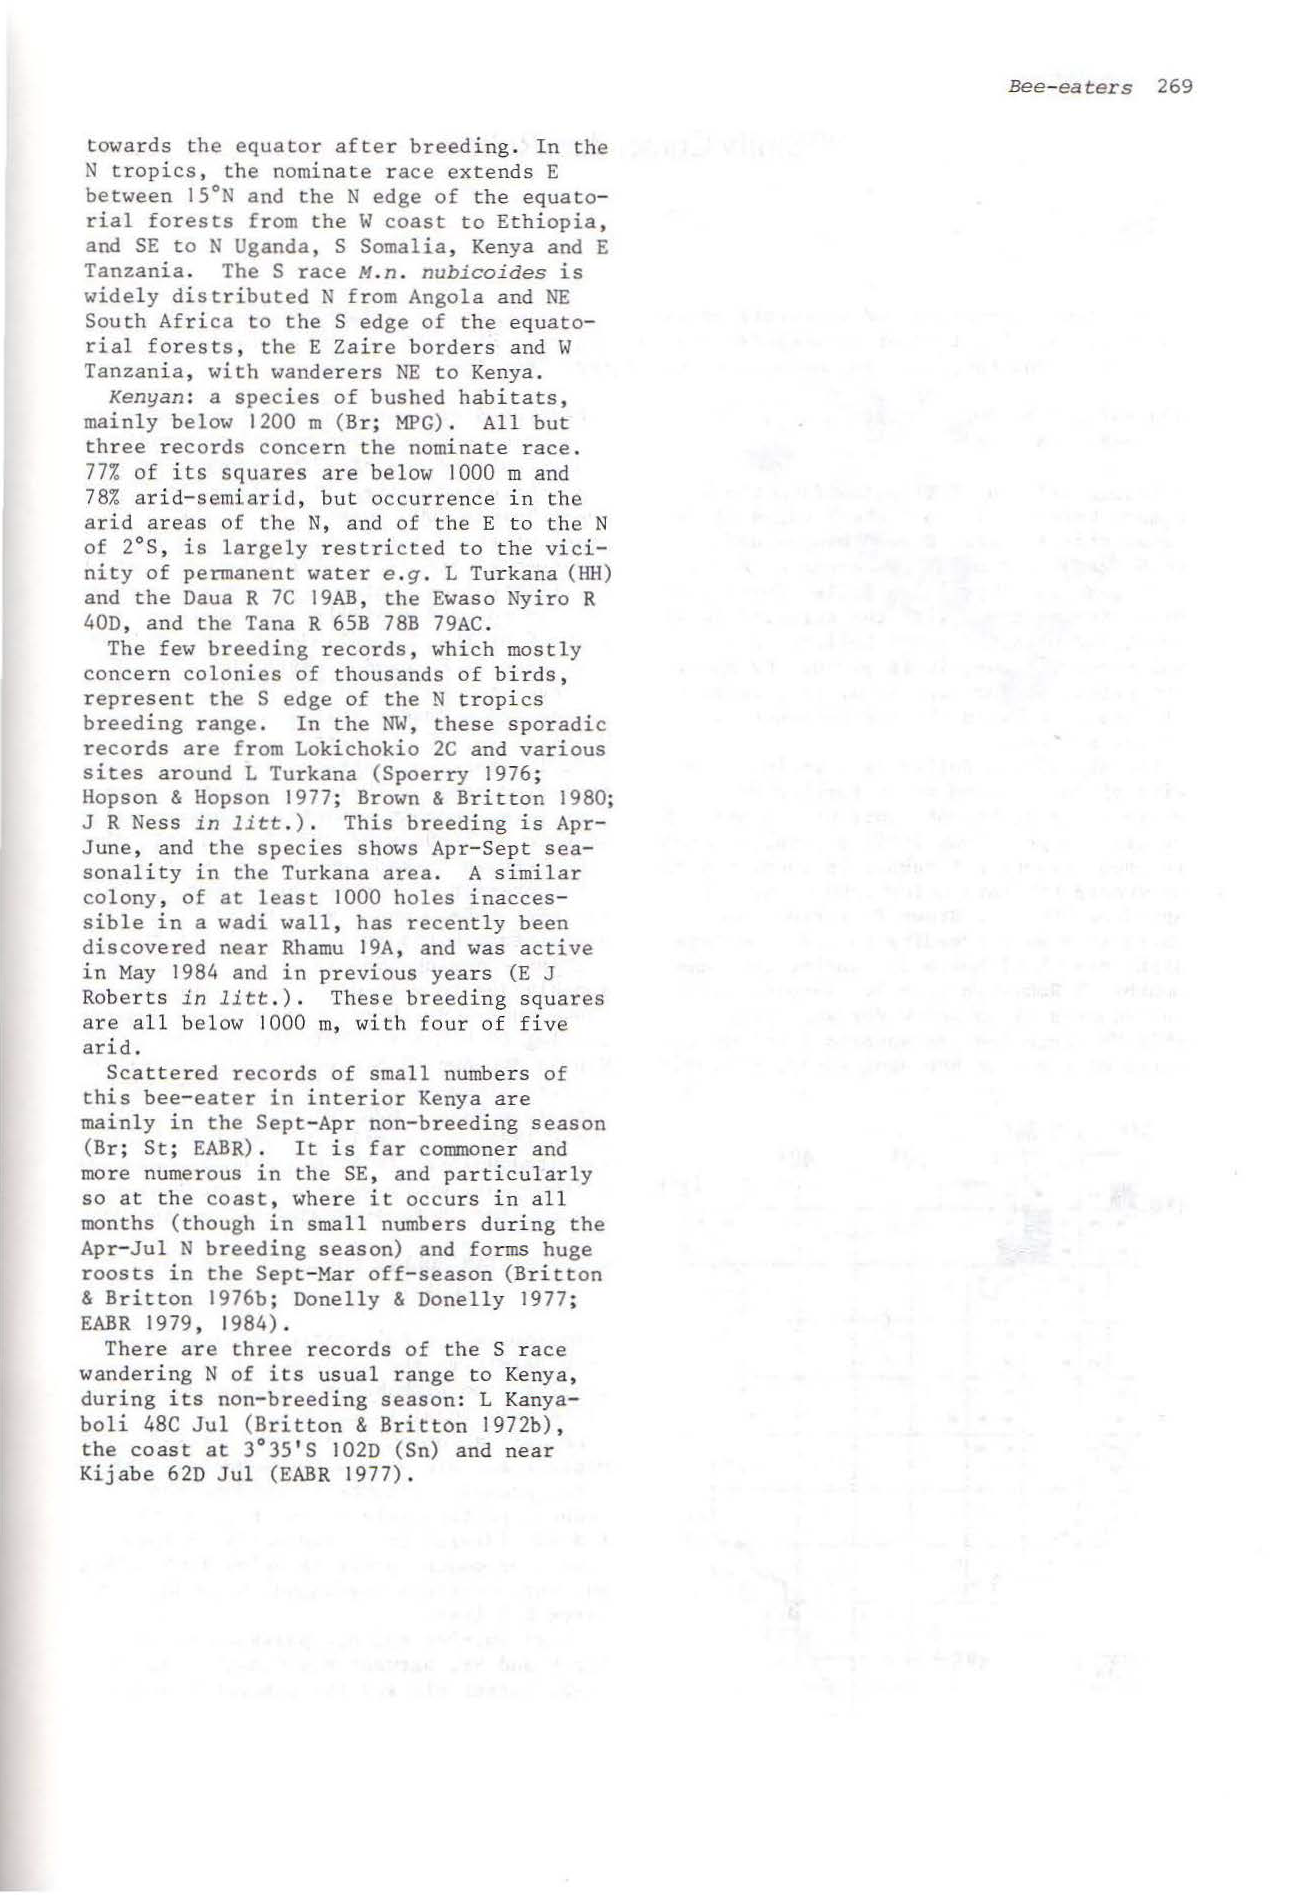 Bee-eaters 269
towards the equator after breeding. In the
N tropics, the nominate race extends E
between 15°N and the N edge of the equato-
rial forests from the W coast to Ethiopia,
and SE to N Uganda, S Somalia, Kenya and E
Tanzania. The S race M.n. nubicoides is
widely distributed N from Angola and NE
South Africa to the S edge of the equato-
rial forests, the E Zaire borders and W
Tanzania, with wanderers NE to Kenya.
Kenyan: a species of bushed habitats,
mainly below 1200 m (Br; MPG). All but
three records concern the nominate race.
77% of its squares are below 1000 m and
78% arid-semiarid, but occurrence in the
arid areas of the N, and of the E to the N
of 2°S, is largely restricted to the vici-
nity of permanent water e.g. L Turkana (HH)
and the Daua R 7C 19AB, the Ewaso Nyiro R
40D, and the Tana R 65B 78B 79AC.
The few breeding records, which mostly
concern colonies of thousands of birds,
represent the S edge of the N tropics
breeding range. In the NW, these sporadic
records are from Lokichokio 2C and various
sites around L Turkana (Spoerry 1976;
Hopson & Hopson 1977; Brown & Britton 1980;
J R Ness in litt.). This breeding is Apr-
June, and the species shows Apr-Sept sea-
sonality in the Turkana area. A similar
colony, of at least 1000 holes inacces-
sible in a wadi wall, has recently been
discovered near Rhamu 19A, and was active
in May 1984 and in previous years (E J
Roberts in litt.). These breeding squares
are all below 1000 m, with four of five
arid.
Scattered records of small numbers of
this bee-eater in interior Kenya are
mainly in the Sept-Apr non-breeding season
(Br; St; EABR). It is far commoner and
more numerous in the SE, and particularly
so at the coast, where it occurs in all
months (though in small numbers during the
Apr-Jul N breeding season) and forms huge
roosts in the Sept-Mar off-season (Britton
& Britton 1976b; Donelly & Donelly 1977;
EABR 1979, 1984).
There are three records of the S race
wandering N of its usual range to Kenya,
during its non-breeding season: L Kanya-
boli 48C Jul (Britton & Britton 1972b),
the coast at 3°35'S 102D (Sn) and near
Kijabe 62D Jul (EABR 1977).